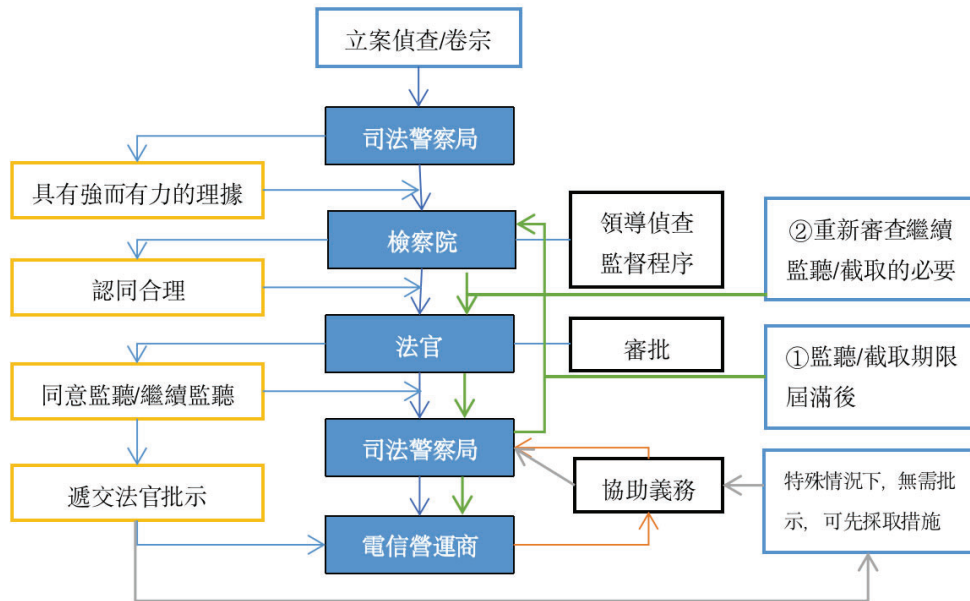 立案偵查/卷宗
司法警察局
具有強而有力的理據
檢察院
領導偵查
監督程序
②重新審查繼續
監聽/截取的必要
認同合理
法官
審批
①監聽/截取期限
屆滿後
同意監聽/繼續監聽
司法警察局
遞文法官批示
協助義務
特殊情況下，無需批
示，可先採取措施
電信營運商